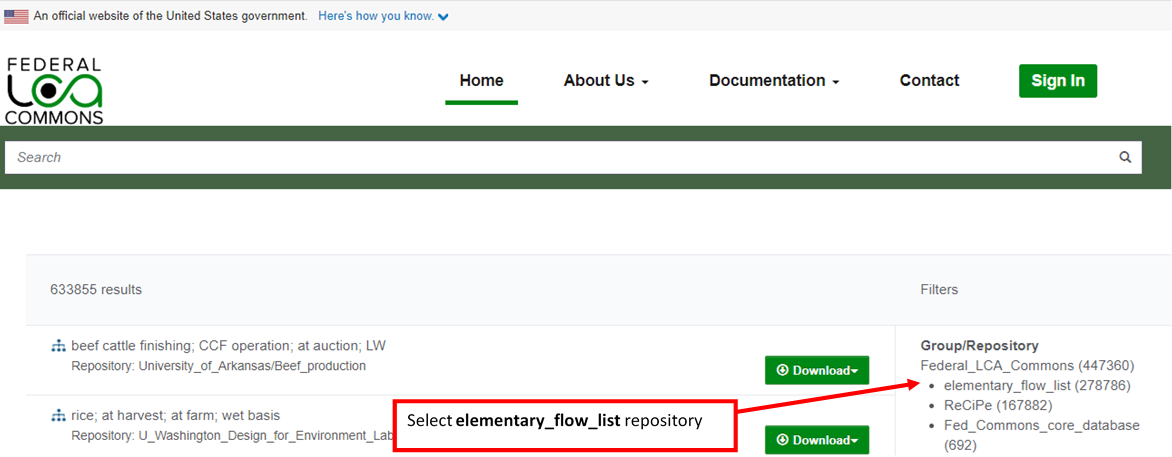 An official website of the United States government. Here's how you know.
FEDERAL
LCA
COMMONS
Home About Us Documentation Contact Sign In
Search
633855 results Filters
beef cattle finishing; CCF operation; at auction; LW
Repository: University_of_Arkansas/Beef_production
Download
Group/Repository
Federal_LCA_Commons (447360)
• elementary_flow_list (278786)
• ReCiPe (167882)
• Fed_Commons_core_database
(692)
rice; at harvest; at farm; wet basis
Repository: U_Washington_Design_for_Environment_Lab
Download
Select elementary_flow_list repository